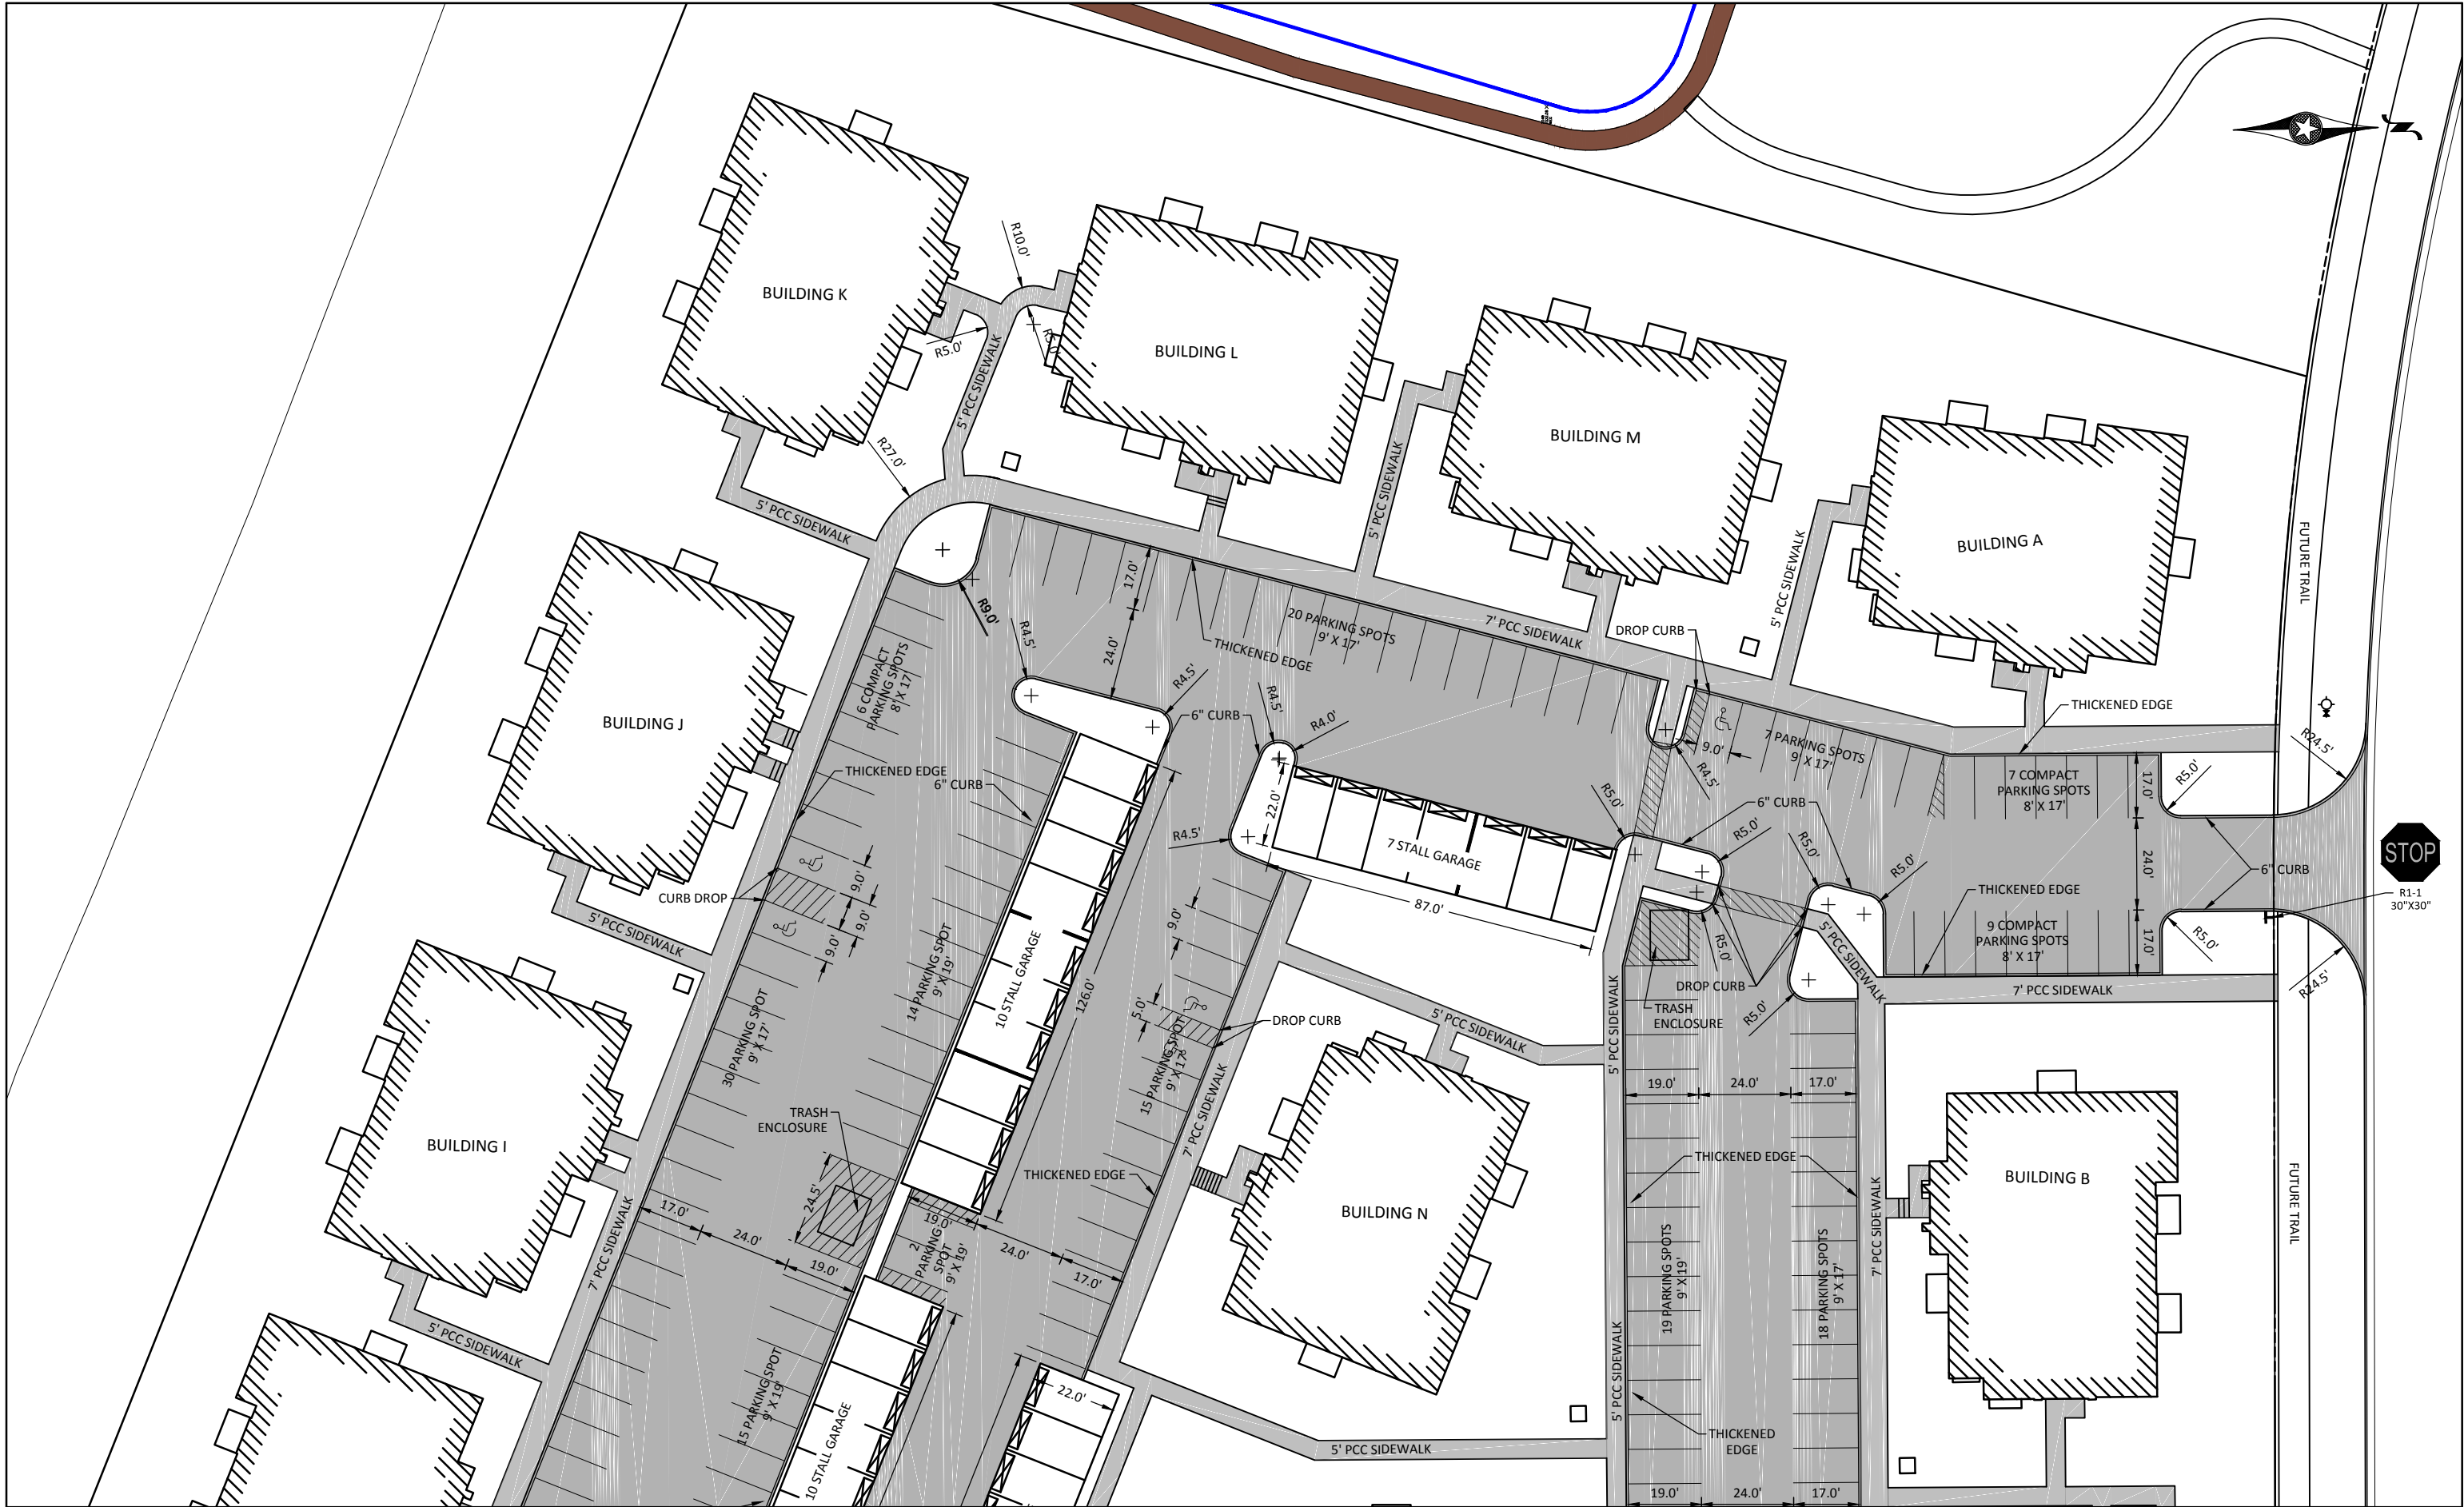 BUILDING K
R10.0'
R5.0'
R5.0'
5' PCC SIDEWALK
BUILDING L
BUILDING M
BUILDING A
FUTURE TRAIL
R27.0'
5' PCC SIDEWALK
5' PCC SIDEWALK
5' PCC SIDEWALK
17.0'
R9.0'
R4.5'
24.0'
20 PARKING SPOTS
9' X 17'
THICKENED EDGE
7' PCC SIDEWALK
DROP CURB
6 COMPACT
PARKING SPOTS
8' X 17'
R4.5'
R4.5'
6" CURB
R4.0'
9.0'
7 PARKING SPOTS
9' X 17'
R4.5'
THICKENED EDGE
R24.5'
BUILDING J
THICKENED EDGE
6" CURB
22.0'
R4.5'
7 STALL GARAGE
87.0'
R5.0'
6" CURB
R5.0'
R5.0'
R5.0'
7 COMPACT
PARKING SPOTS
8' X 17'
17.0'
R5.0'
24.0'
6" CURB
STOP
R1-1
30"X30"
THICKENED EDGE
9 COMPACT
PARKING SPOTS
8' X 17'
17.0'
R5.0'
R24.5'
9.0'
9.0'
9.0'
CURB DROP
5' PCC SIDEWALK
14 PARKING SPOT
9' X 19'
10 STALL GARAGE
126.0'
9.0'
5.0'
DROP CURB
15 PARKING SPOT
9' X 17'
R5.0'
5' PCC SIDEWALK
DROP CURB
TRASH
ENCLOSURE
R5.0'
7' PCC SIDEWALK
30 PARKING SPOT
9' X 17'
5' PCC SIDEWALK
5' PCC SIDEWALK
7' PCC SIDEWALK
19.0'
24.0'
17.0'
TRASH
ENCLOSURE
BUILDING I
24.5'
THICKENED EDGE
THICKENED EDGE
BUILDING N
BUILDING B
FUTURE TRAIL
17.0'
24.0'
19.0'
19.0'
2
PARKING
SPOT
9' X 19'
24.0'
17.0'
7' PCC SIDEWALK
7' PCC SIDEWALK
19 PARKING SPOTS
9' X 19'
18 PARKING SPOTS
9' X 17'
5' PCC SIDEWALK
15 PARKING SPOT
9' X 19'
10 STALL GARAGE
22.0'
5' PCC SIDEWALK
5' PCC SIDEWALK
THICKENED
EDGE
19.0'
24.0'
17.0'